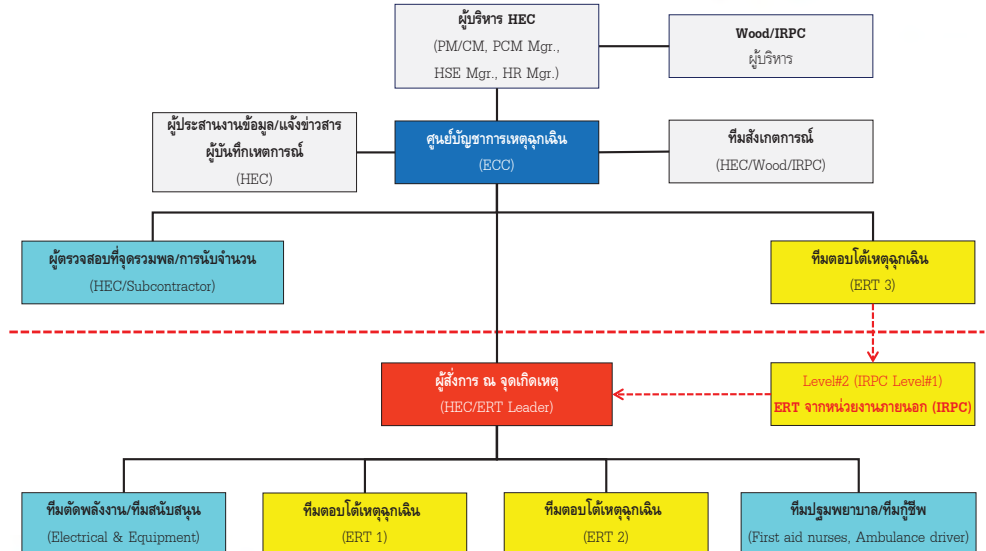 ผู้บริหาร HEC
(PM/CM, PCM Mgr.,
HSE Mgr., HR Mgr.)
Wood/IRPC
ผู้บริหาร
ผู้ประสานงานข้อมูล/แจ้งข่าวสาร
ผู้บันทึกเหตการณ์
(HEC)
ศูนย์บัญชาการเหตุฉุกเฉิน
(ECC)
ทีมสังเกตการณ์
(HEC/Wood/IRPC)
ผู้ตรวจสอบที่จุดรวมพล/การนับจำนวน
(HEC/Subcontractor)
ทีมตอบโต้เหตุฉุกเฉิน
(ERT 3)
ผู้สั่งการ ณ จุดเกิดเหตุ
(HEC/ERT Leader)
Level#2 (IRPC Level#1)
ERT จากหน่วยงานภายนอก (IRPC)
ทีมตัดพลังงาน/ทีมสนับสนุน
(Electrical & Equipment)
ทีมตอบโต้เหตุฉุกเฉิน
(ERT 1)
ทีมตอบโต้เหตุฉุกเฉิน
(ERT 2)
ทีมปฐมพยาบาล/ทีมกู้ชีพ
(First aid nurses, Ambulance driver)